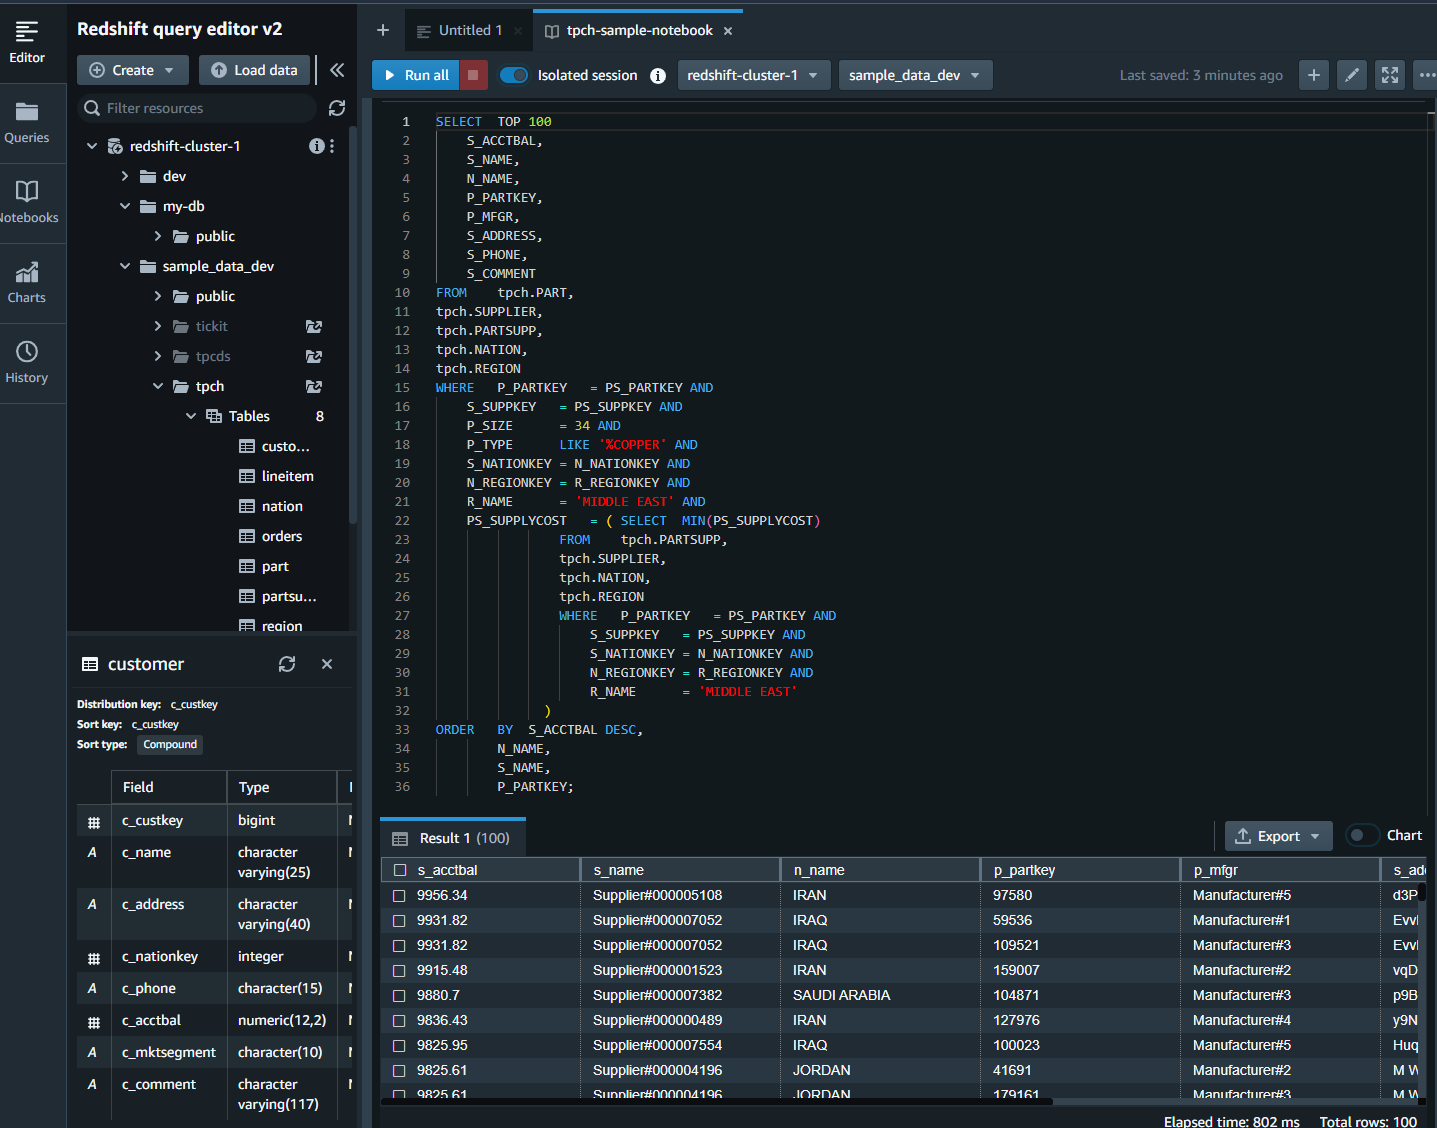 Redshift query editor v2
Editor
Create
Load data
Filter resources
Queries
Notebooks
Charts
History
redshift-cluster-1
dev
my-db
public
sample_data_dev
public
tickit
tpcds
tpch
Tables 8
custo...
lineitem
nation
orders
part
partsu...
region
customer
Distribution key: c_custkey
Sort key: c_custkey
Sort type: Compound
Field Type
c_custkey bigint
A c_name character varying(25)
A c_address character varying(40)
c_nationkey integer
A c_phone character(15)
c_acctbal numeric(12,2)
A c_mktsegment character(10)
A c_comment character varying(117)
Untitled 1
tpch-sample-notebook
Run all
Isolated session
redshift-cluster-1
sample_data_dev
Last saved: 3 minutes ago
1 SELECT TOP 100
2 S_ACCTBAL,
3 S_NAME,
4 N_NAME,
5 P_PARTKEY,
6 P_MFGR,
7 S_ADDRESS,
8 S_PHONE,
9 S_COMMENT
10 FROM tpch.PART,
11 tpch.SUPPLIER,
12 tpch.PARTSUPP,
13 tpch.NATION,
14 tpch.REGION
15 WHERE P_PARTKEY = PS_PARTKEY AND
16 S_SUPPKEY = PS_SUPPKEY AND
17 P_SIZE = 34 AND
18 P_TYPE LIKE '%COPPER' AND
19 S_NATIONKEY = N_NATIONKEY AND
20 N_REGIONKEY = R_REGIONKEY AND
21 R_NAME = 'MIDDLE EAST' AND
22 PS_SUPPLYCOST = ( SELECT MIN(PS_SUPPLYCOST)
23 FROM tpch.PARTSUPP,
24 tpch.SUPPLIER,
25 tpch.NATION,
26 tpch.REGION
27 WHERE P_PARTKEY = PS_PARTKEY AND
28 S_SUPPKEY = PS_SUPPKEY AND
29 S_NATIONKEY = N_NATIONKEY AND
30 N_REGIONKEY = R_REGIONKEY AND
31 R_NAME = 'MIDDLE EAST'
32 )
33 ORDER BY S_ACCTBAL DESC,
34 N_NAME,
35 S_NAME,
36 P_PARTKEY;
Result 1 (100)
Export
Chart
s_acctbal s_name n_name p_partkey p_mfgr s_ad
9956.34 Supplier#000005108 IRAN 97580 Manufacturer#5 d3P
9931.82 Supplier#000007052 IRAQ 59536 Manufacturer#1 Evv
9931.82 Supplier#000007052 IRAQ 109521 Manufacturer#3 Evv
9915.48 Supplier#000001523 IRAN 159007 Manufacturer#2 vqD
9880.7 Supplier#000007382 SAUDI ARABIA 104871 Manufacturer#3 p9B
9836.43 Supplier#000000489 IRAN 127976 Manufacturer#4 y9N
9825.95 Supplier#000007554 IRAQ 100023 Manufacturer#5 Huq
9825.61 Supplier#000004196 JORDAN 41691 Manufacturer#2 M W
9825.61 Supplier#000004196 JORDAN 179161 Manufacturer#3 M W
Elapsed time: 802 ms Total rows: 100